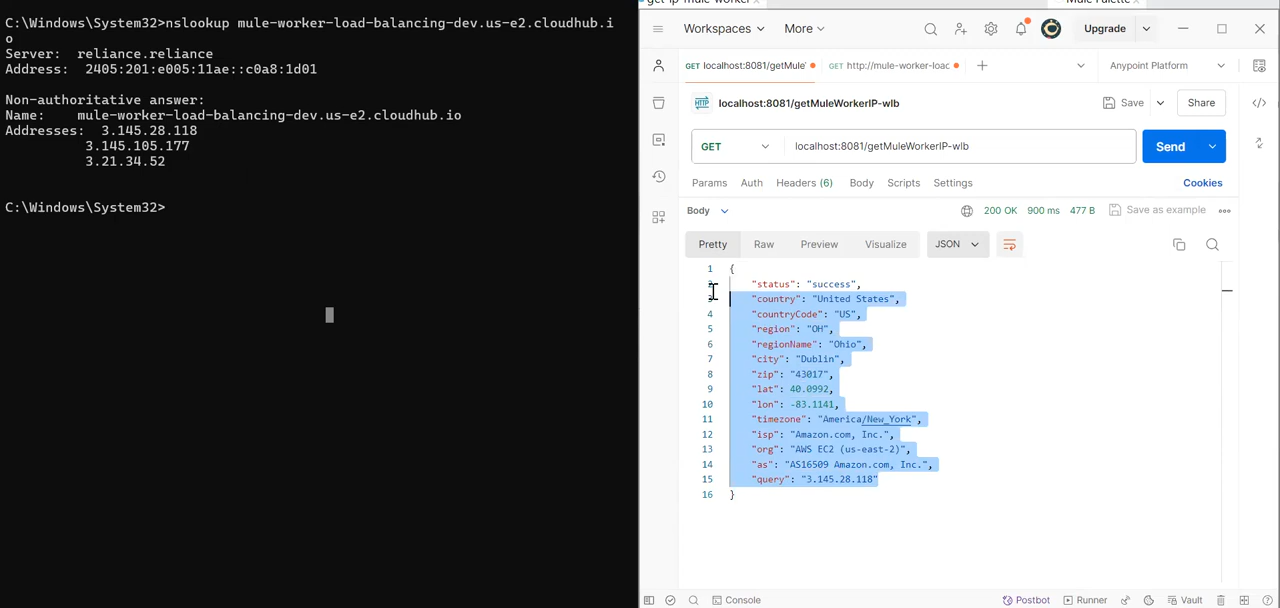 C:\Windows\System32>nslookup mule-worker-load-balancing-dev.us-e2.cloudhub.i
o
Server:  reliance.reliance
Address:  2405:201:e005:11ae::c0a8:1d01
Non-authoritative answer:
Name:    mule-worker-load-balancing-dev.us-e2.cloudhub.io
Addresses:  3.145.28.118
3.145.105.177
3.21.34.52
C:\Windows\System32>
get-ip-mule-worker
Mule Palette
Workspaces
More
Upgrade
GET localhost:8081/getMule
GET http://mule-worker-loac
Anypoint Platform
HTTP localhost:8081/getMuleWorkerIP-wlb
Save
Share
GET
localhost:8081/getMuleWorkerIP-wlb
Send
Params
Auth
Headers (6)
Body
Scripts
Settings
Cookies
Body
200 OK
900 ms
477 B
Save as example
Pretty
Raw
Preview
Visualize
JSON
1 {
"status": "success",
"country": "United States",
4 "countryCode": "US",
5 "region": "OH",
6 "regionName": "Ohio",
7 "city": "Dublin",
8 "zip": "43017",
9 "lat": 40.0992,
10 "lon": -83.1141,
11 "timezone": "America/New_York",
12 "isp": "Amazon.com, Inc.",
13 "org": "AWS EC2 (us-east-2)",
14 "as": "AS16509 Amazon.com, Inc.",
15 "query": "3.145.28.118"
16 }
Console
Postbot
Runner
Vault